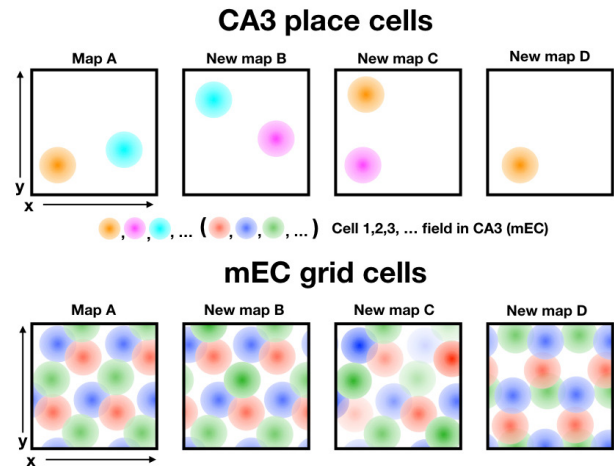 CA3 place cells
Map A New map B New map C New map D
y
x
, , , ... ( , , , ... ) Cell 1,2,3, ... field in CA3 (mEC)
mEC grid cells
Map A New map B New map C New map D
y
x